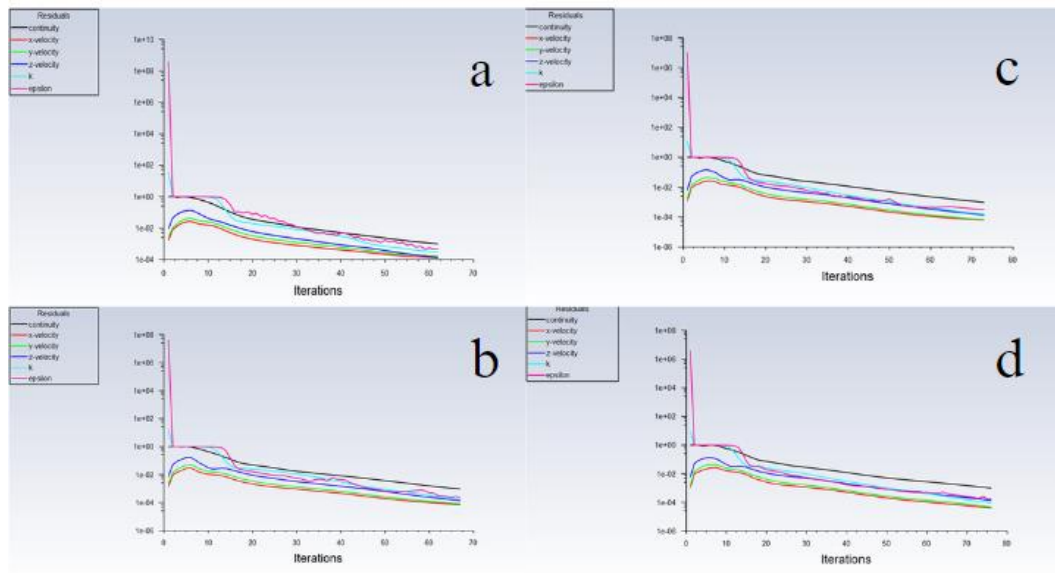 Residuals
continuity
x-velocity
y-velocity
z-velocity
k
epsilon
a
1e+10
1e+08
1e+06
1e+04
1e+02
1e+00
1e-02
1e-04
0 10 20 30 40 50 60 70
Iterations
Residuals
continuity
x-velocity
y-velocity
z-velocity
k
epsilon
c
1e+08
1e+06
1e+04
1e+02
1e+00
1e-02
1e-04
1e-06
0 10 20 30 40 50 60 70 80
Iterations
Residuals
continuity
x-velocity
y-velocity
z-velocity
k
epsilon
b
1e+08
1e+06
1e+04
1e+02
1e+00
1e-02
1e-04
1e-06
0 10 20 30 40 50 60 70
Iterations
Residuals
continuity
x-velocity
y-velocity
z-velocity
k
epsilon
d
1e+08
1e+06
1e+04
1e+02
1e+00
1e-02
1e-04
1e-06
0 10 20 30 40 50 60 70 80
Iterations